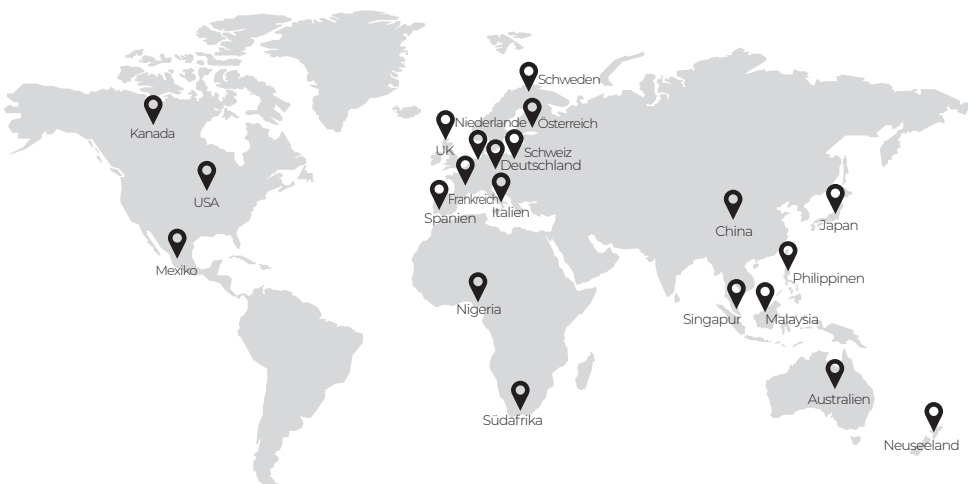 Schweden
Niederlande
Österreich
Kanada
UK
Schweiz
Deutschland
USA
Frankreich
Italien
Spanien
China
Japan
Mexiko
Philippinen
Nigeria
Singapur
Malaysia
Australien
Südafrika
Neuseeland